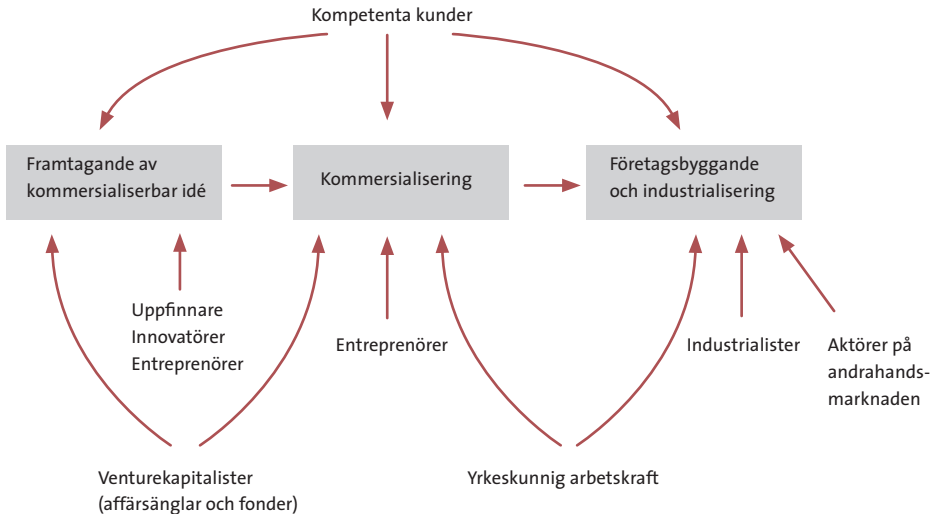 Kompetenta kunder
Framtagande av
kommersialiserbar idé
Kommersialisering
Företagsbyggande
och industrialisering
Uppfinnare
Innovatörer
Entreprenörer
Entreprenörer
Industrialister
Aktörer på
andrahands-
marknaden
Venturekapitalister
(affärsänglar och fonder)
Yrkeskunnig arbetskraft